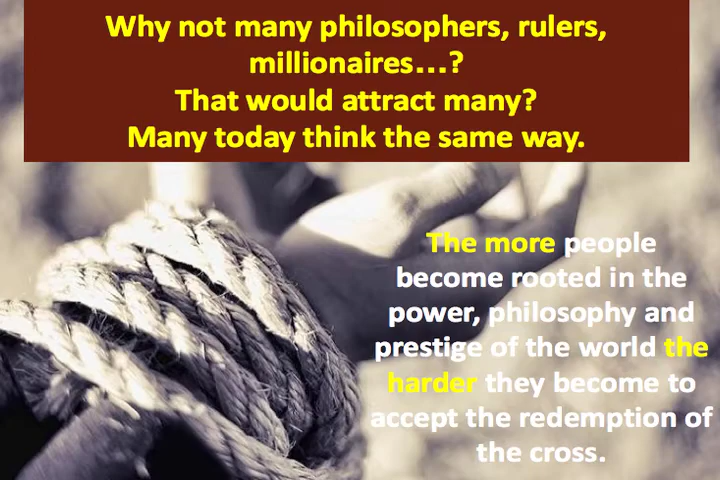 Why not many philosophers, rulers,
millionaires…?
That would attract many?
Many today think the same way.
The more people
become rooted in the
power, philosophy and
prestige of the world the
harder they become to
accept the redemption of
the cross.